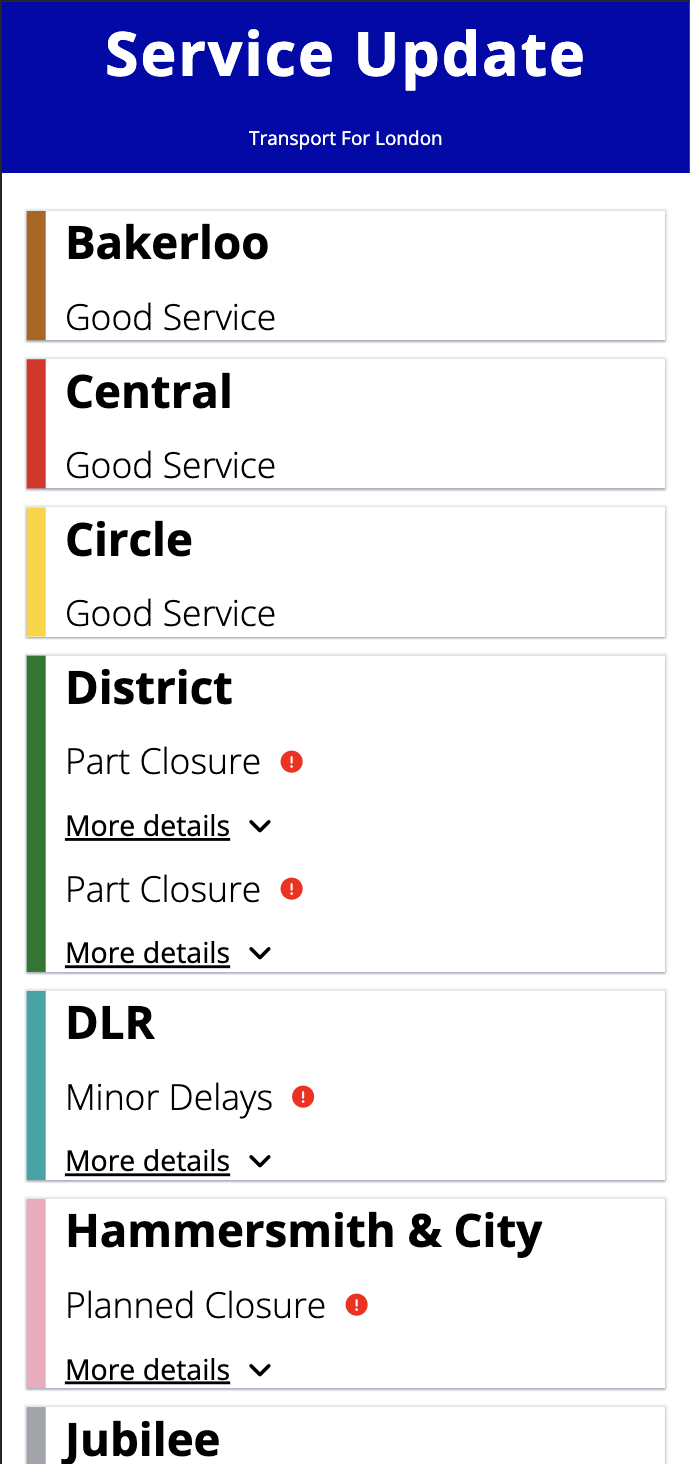 Service Update
Transport For London
Bakerloo
Good Service
Central
Good Service
Circle
Good Service
District
Part Closure
More details
Part Closure
More details
DLR
Minor Delays
More details
Hammersmith & City
Planned Closure
More details
Jubilee